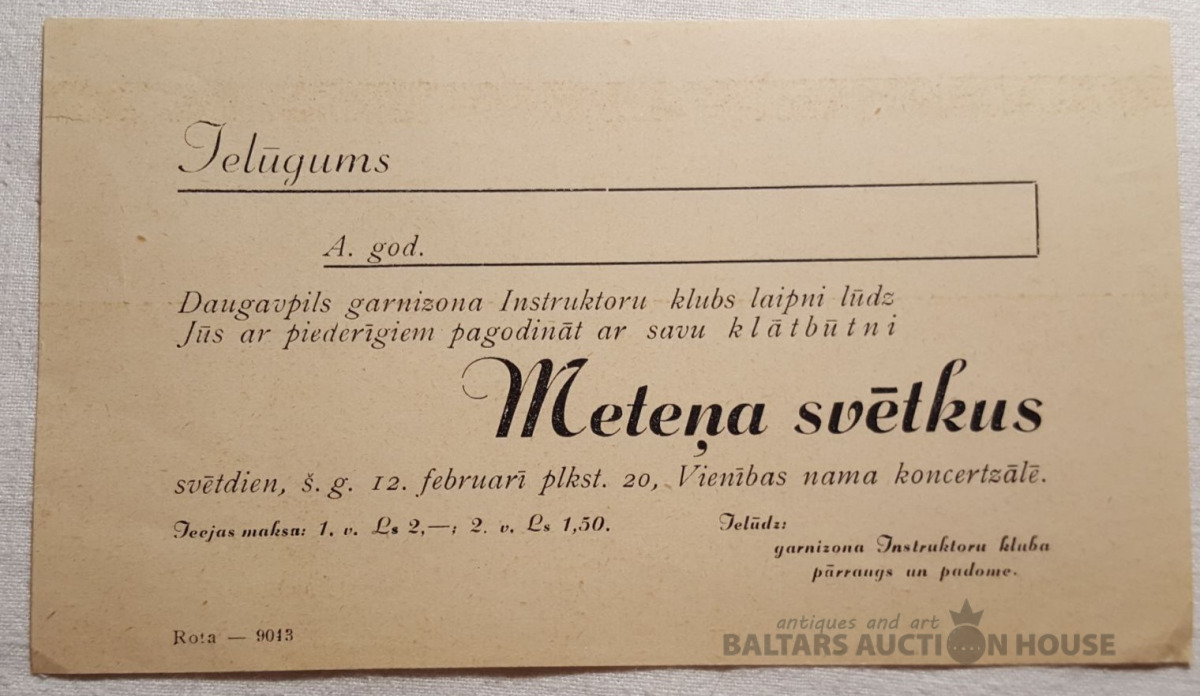 Ielūgums
A. god.
Daugavpils garnizona Instruktoru klubs laipni lūdz
Jūs ar piederīgiem pagodināt ar savu klātbūtni
Meteņa svētkus
svētdien, š. g. 12. februarī plkst. 20, Vienības nama koncertzālē.
Ieejas maksa: 1. v. Ls 2,—; 2. v. Ls 1,50.
Ielūdz:
garnizona Instruktoru kluba
pārraugs un padome.
Rota — 9043
antiques and art
BALTARS AUCTION HOUSE